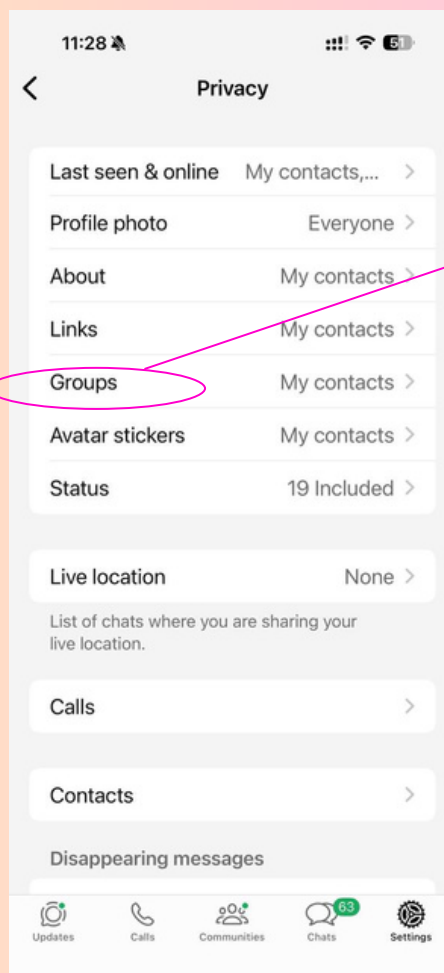 11:28
51
Privacy
Last seen & online My contacts,...
Profile photo Everyone
About My contacts
Links My contacts
Groups My contacts
Avatar stickers My contacts
Status 19 Included
Live location None
List of chats where you are sharing your
live location.
Calls
Contacts
Disappearing messages
63
Updates Calls Communities Chats Settings